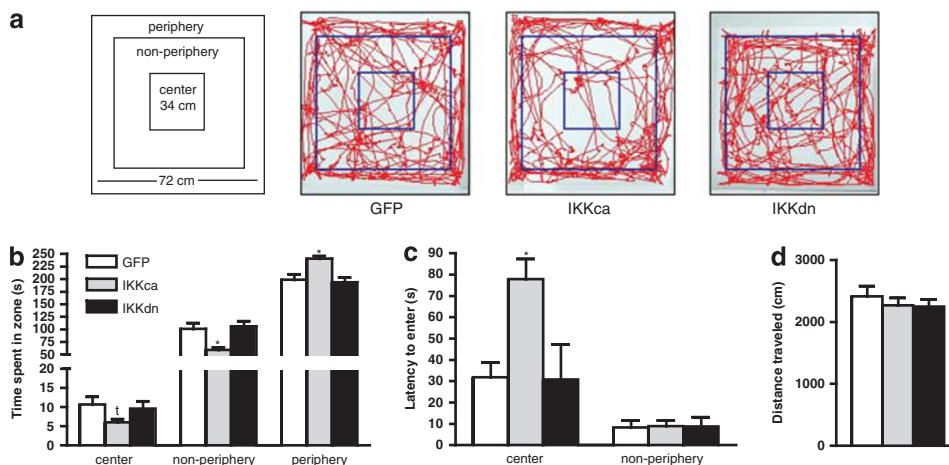 a
periphery
non-periphery
center
34 cm
72 cm
GFP
IKKca
IKKdn
b
Time spent in zone (s)
250
225
200
175
150
125
100
75
50
20
15
10
5
0
GFP
IKKca
IKKdn
t
*
*
center
non-periphery
periphery
c
Latency to enter (s)
90
80
70
60
50
40
30
20
10
0
*
center
non-periphery
d
Distance traveled (cm)
3000
2000
1000
0